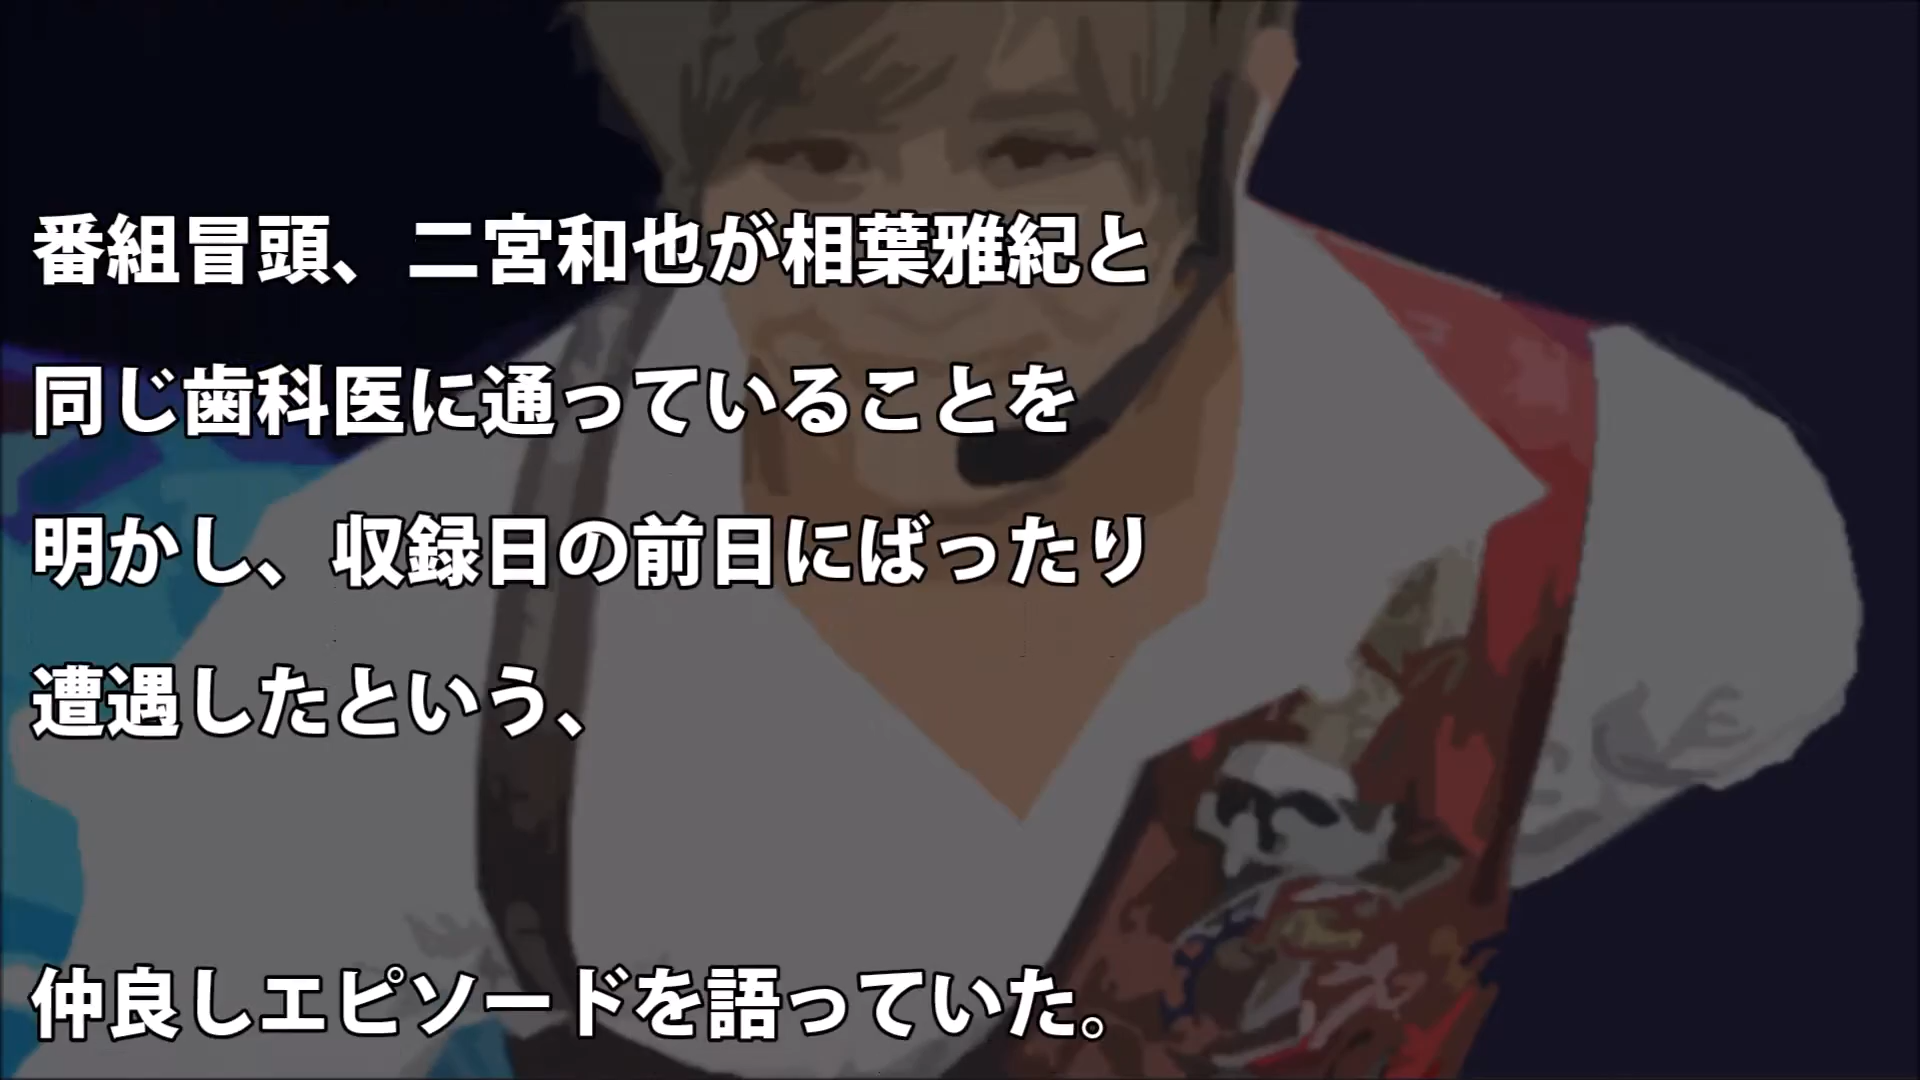 番組冒頭、二宮和也が相葉雅紀と
同じ歯科医に通っていることを
明かし、収録日の前日にばったり
遭遇したという、
仲良しエピソードを語っていた。